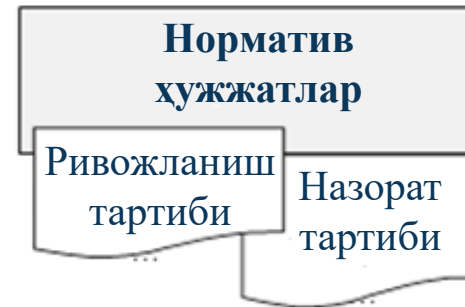 Норматив
ҳужжатлар
Ривожланиш
тартиби
...
Назорат
тартиби
...